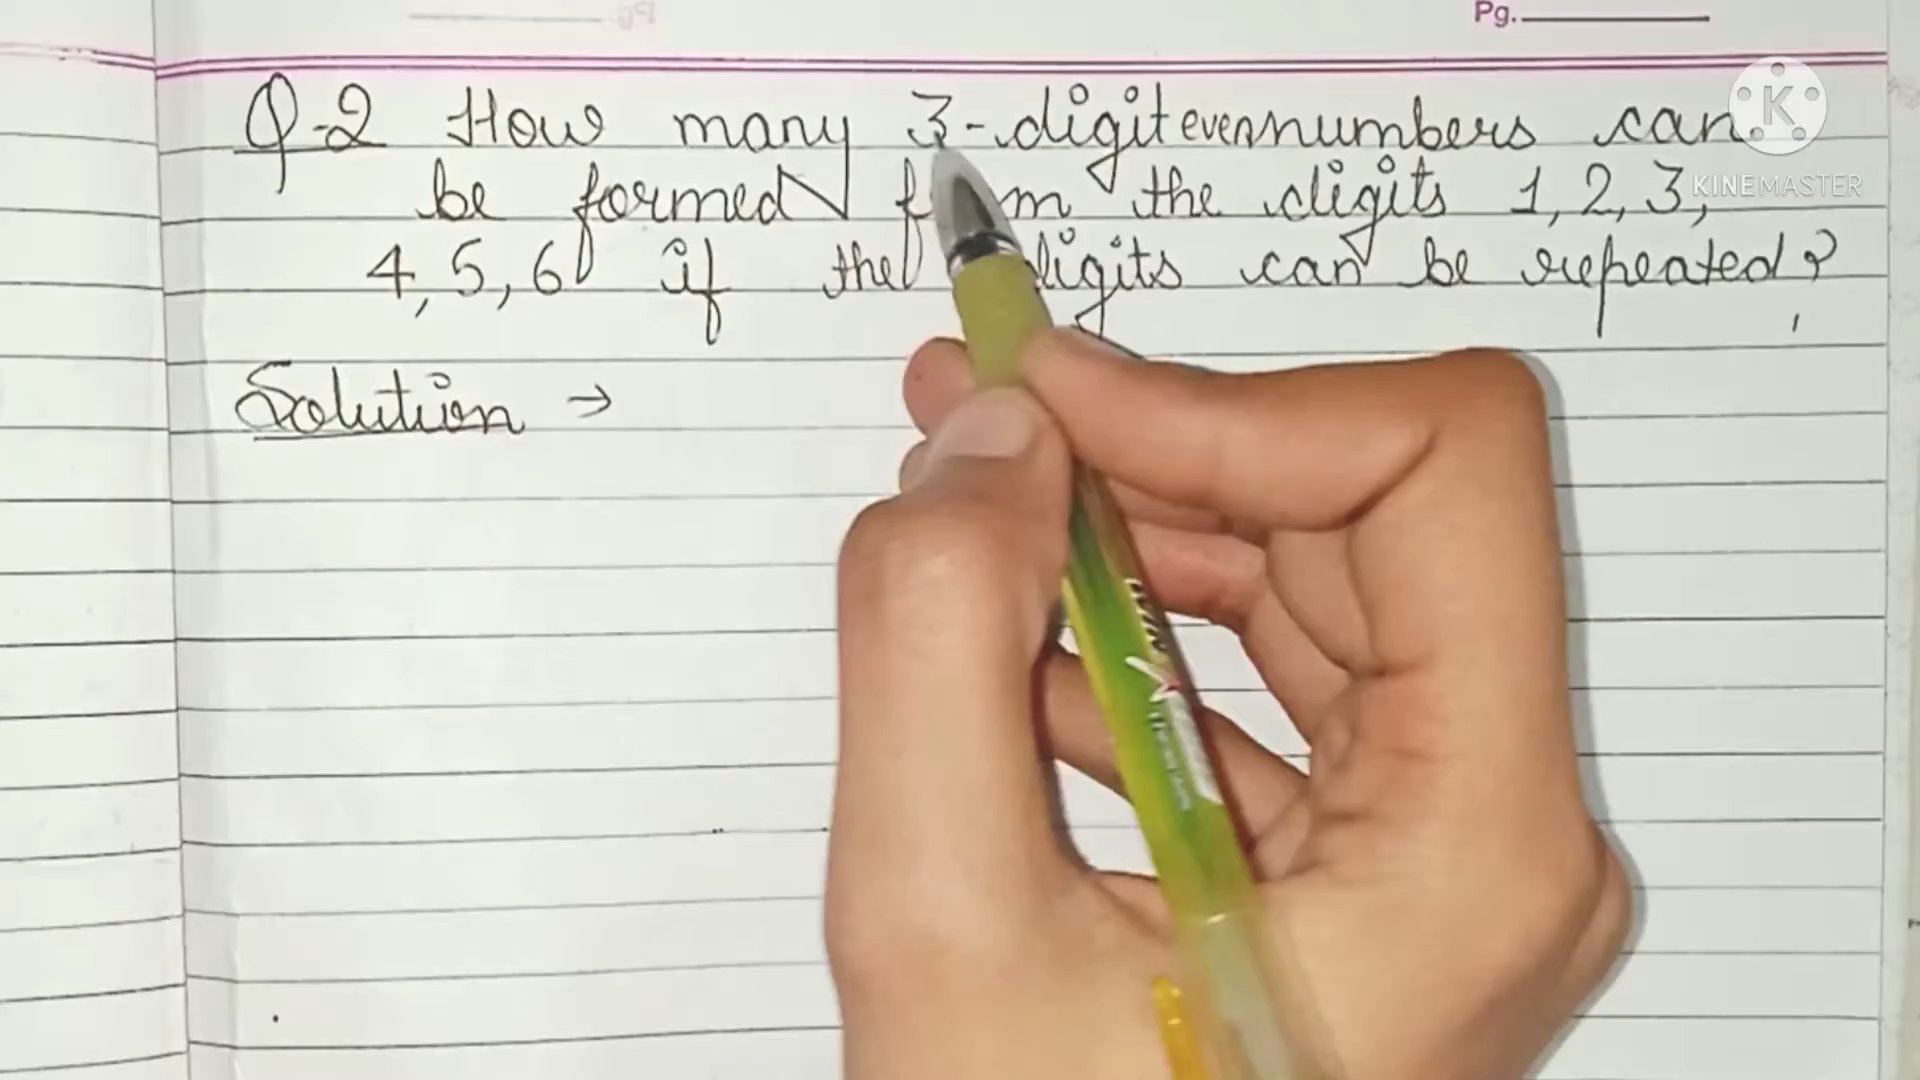 Pg.
Q-2 How many 3-digit even numbers can
be formed from the digits 1, 2, 3,
4, 5, 6 if the digits can be repeated?
Solution →
K
KINEMASTER